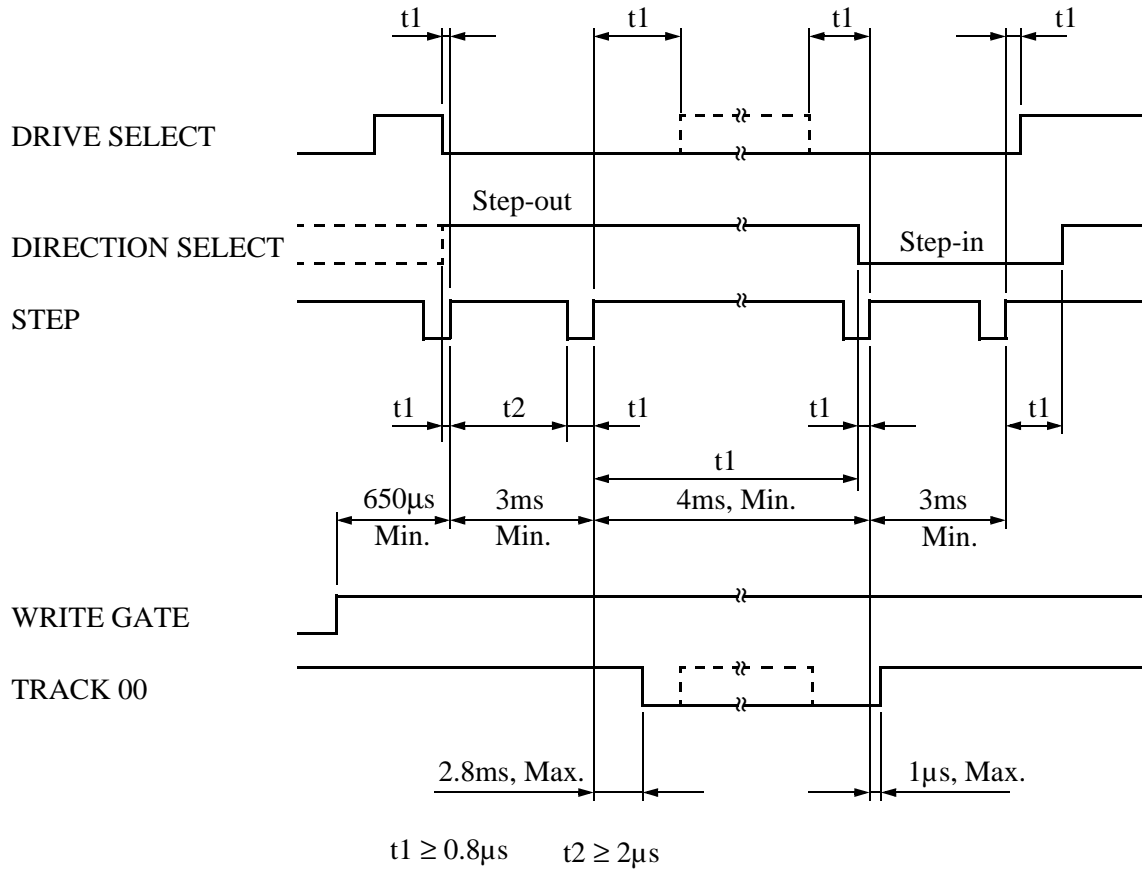 t1 t1 t1 t1
DRIVE SELECT
Step-out
DIRECTION SELECT
Step-in
STEP
t1 t2 t1 t1 t1
t1
650µs 3ms 4ms, Min. 3ms
Min. Min. Min.
WRITE GATE
TRACK 00
2.8ms, Max. 1µs, Max.
t1 ≥ 0.8µs t2 ≥ 2µs